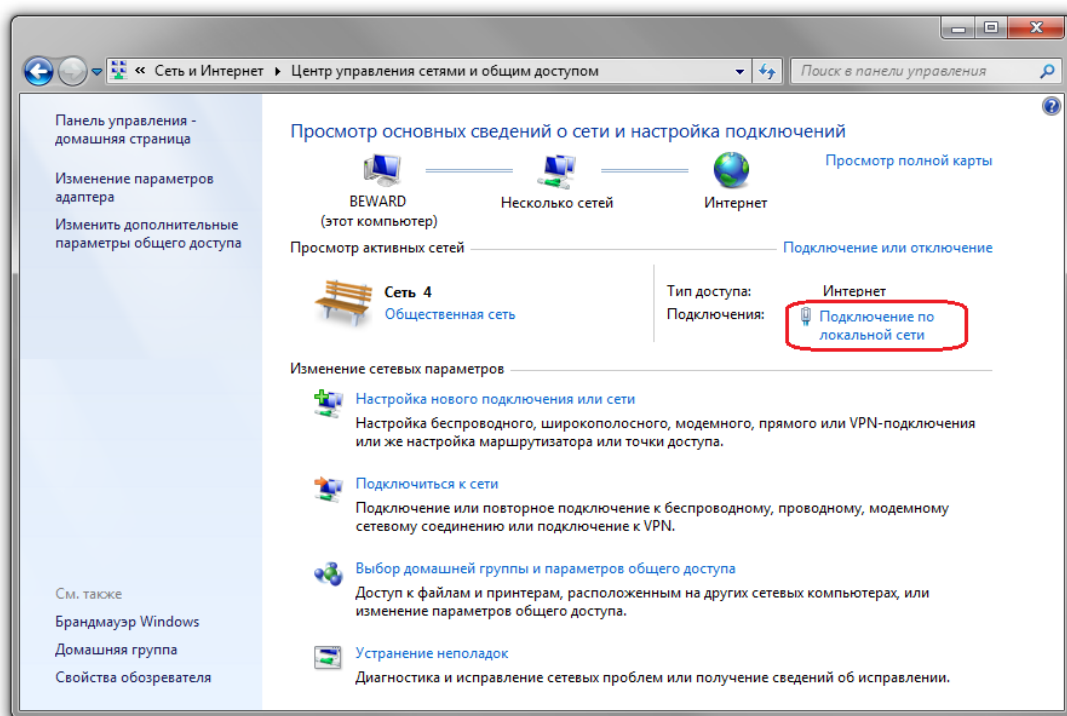 « Сеть и Интернет ▸ Центр управления сетями и общим доступом
Поиск в панели управления
Панель управления -
домашняя страница
Изменение параметров
адаптера
Изменить дополнительные
параметры общего доступа
См. также
Брандмауэр Windows
Домашняя группа
Свойства обозревателя
Просмотр основных сведений о сети и настройка подключений
Просмотр полной карты
BEWARD
(этот компьютер)
Несколько сетей
Интернет
Просмотр активных сетей
Подключение или отключение
Сеть 4
Общественная сеть
Тип доступа: Интернет
Подключения: Подключение по
локальной сети
Изменение сетевых параметров
Настройка нового подключения или сети
Настройка беспроводного, широкополосного, модемного, прямого или VPN-подключения
или же настройка маршрутизатора или точки доступа.
Подключиться к сети
Подключение или повторное подключение к беспроводному, проводному, модемному
сетевому соединению или подключение к VPN.
Выбор домашней группы и параметров общего доступа
Доступ к файлам и принтерам, расположенным на других сетевых компьютерах, или
изменение параметров общего доступа.
Устранение неполадок
Диагностика и исправление сетевых проблем или получение сведений об исправлении.